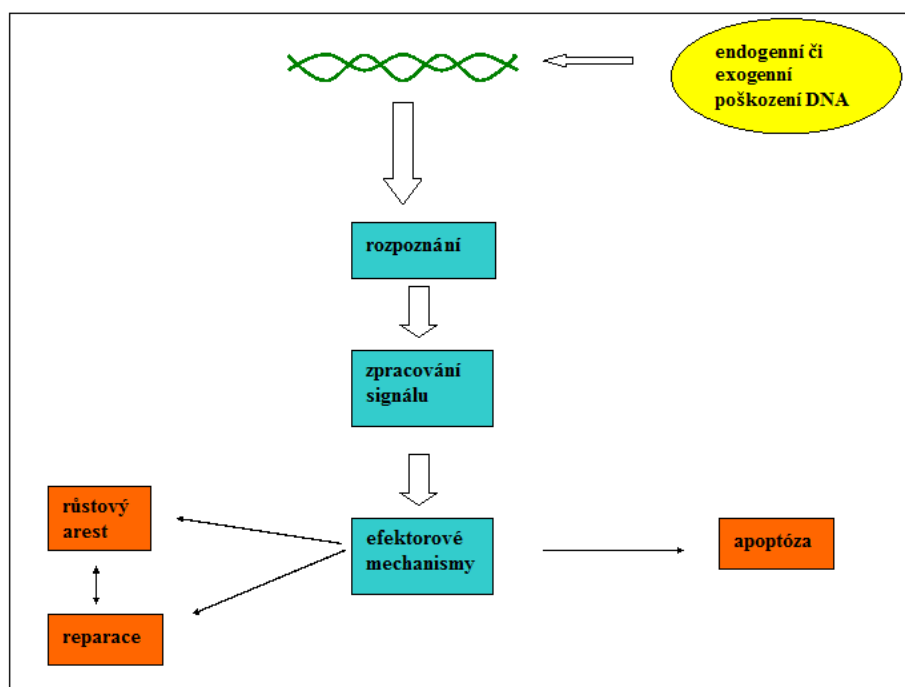 endogenní či
exogenní
poškození DNA
rozpoznání
zpracování
signálu
růstový
arest
efektorové
mechanismy
apoptóza
reparace